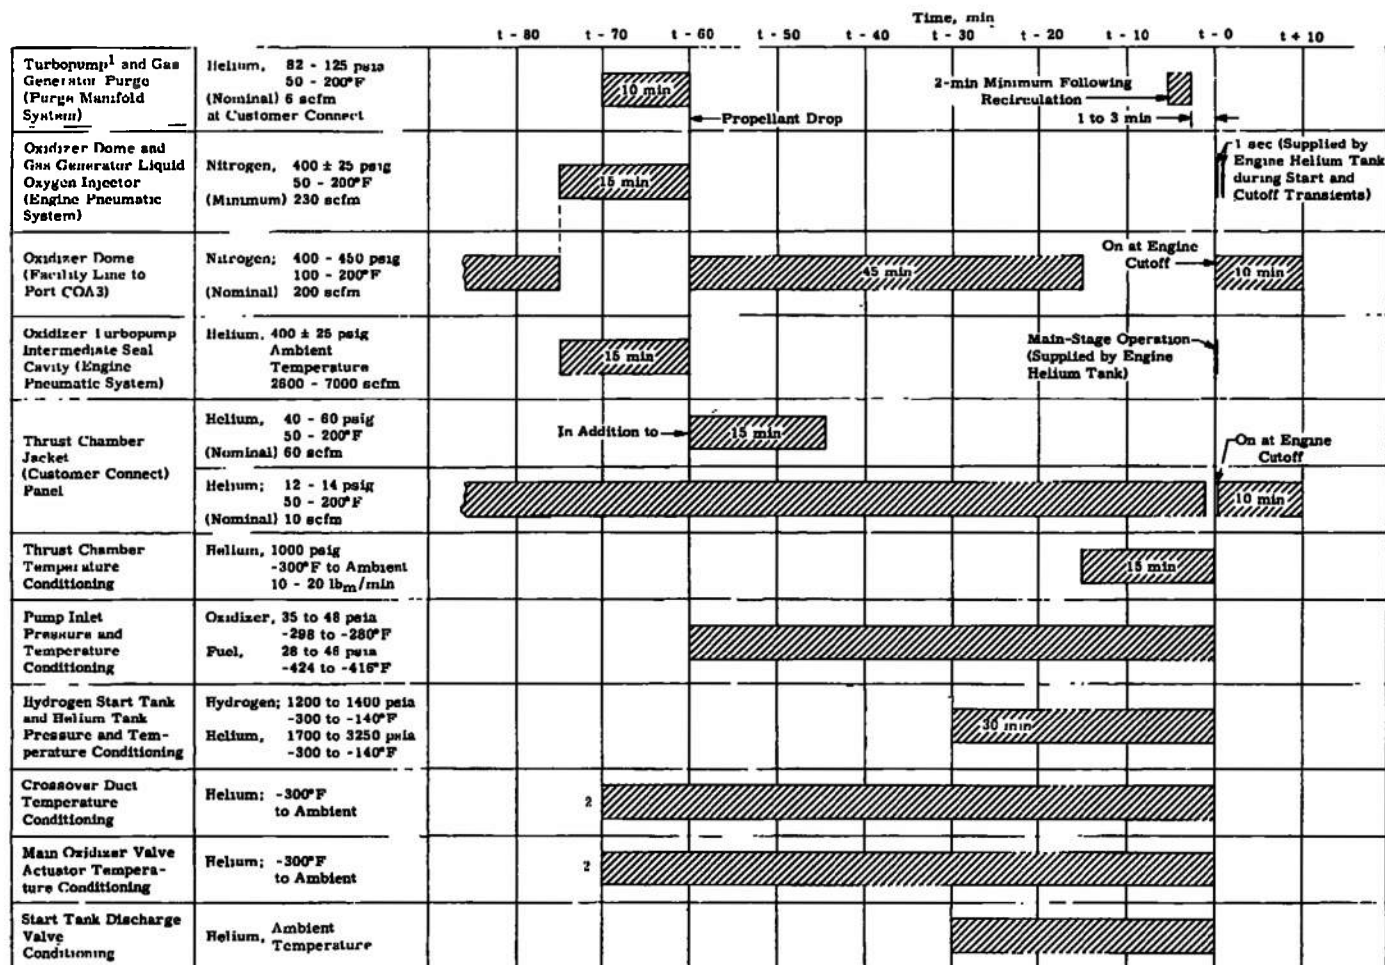 Time, min
t - 80 t - 70 t - 60 t - 50 t - 40 t - 30 t - 20 t - 10 t - 0 t + 10
Turbopump1 and Gas
Generator Purge
(Purge Manifold
System)
Helium, 82 - 125 psia
50 - 200°F
(Nominal) 6 scfm
at Customer Connect
10 min
Propellant Drop
2-min Minimum Following
Recirculation
1 to 3 min
Oxidizer Dome and
Gas Generator Liquid
Oxygen Injector
(Engine Pneumatic
System)
Nitrogen, 400 ± 25 psig
50 - 200°F
(Minimum) 230 scfm
15 min
1 sec (Supplied by
Engine Helium Tank
during Start and
Cutoff Transients)
Oxidizer Dome
(Facility Line to
Port COA3)
Nitrogen; 400 - 450 psig
100 - 200°F
(Nominal) 200 scfm
45 min
On at Engine
Cutoff
10 min
Oxidizer Turbopump
Intermediate Seal
Cavity (Engine
Pneumatic System)
Helium, 400 ± 25 psig
Ambient
Temperature
2600 - 7000 scfm
15 min
Main-Stage Operation
(Supplied by Engine
Helium Tank)
Thrust Chamber
Jacket
(Customer Connect)
Panel
Helium, 40 - 60 psig
50 - 200°F
(Nominal) 60 scfm
In Addition to
15 min
Helium; 12 - 14 psig
50 - 200°F
(Nominal) 10 scfm
On at Engine
Cutoff
10 min
Thrust Chamber
Temperature
Conditioning
Helium, 1000 psig
-300°F to Ambient
10 - 20 lbm/min
15 min
Pump Inlet
Pressure and
Temperature
Conditioning
Oxidizer, 35 to 48 psia
-298 to -280°F
Fuel, 28 to 46 psia
-424 to -416°F
Hydrogen Start Tank
and Helium Tank
Pressure and Tem-
perature Conditioning
Hydrogen; 1200 to 1400 psia
-300 to -140°F
Helium, 1700 to 3250 psia
-300 to -140°F
30 min
Crossover Duct
Temperature
Conditioning
Helium; -300°F
to Ambient
2
Main Oxidizer Valve
Actuator Tempera-
ture Conditioning
Helium; -300°F
to Ambient
2
Start Tank Discharge
Valve
Conditioning
Helium, Ambient
Temperature